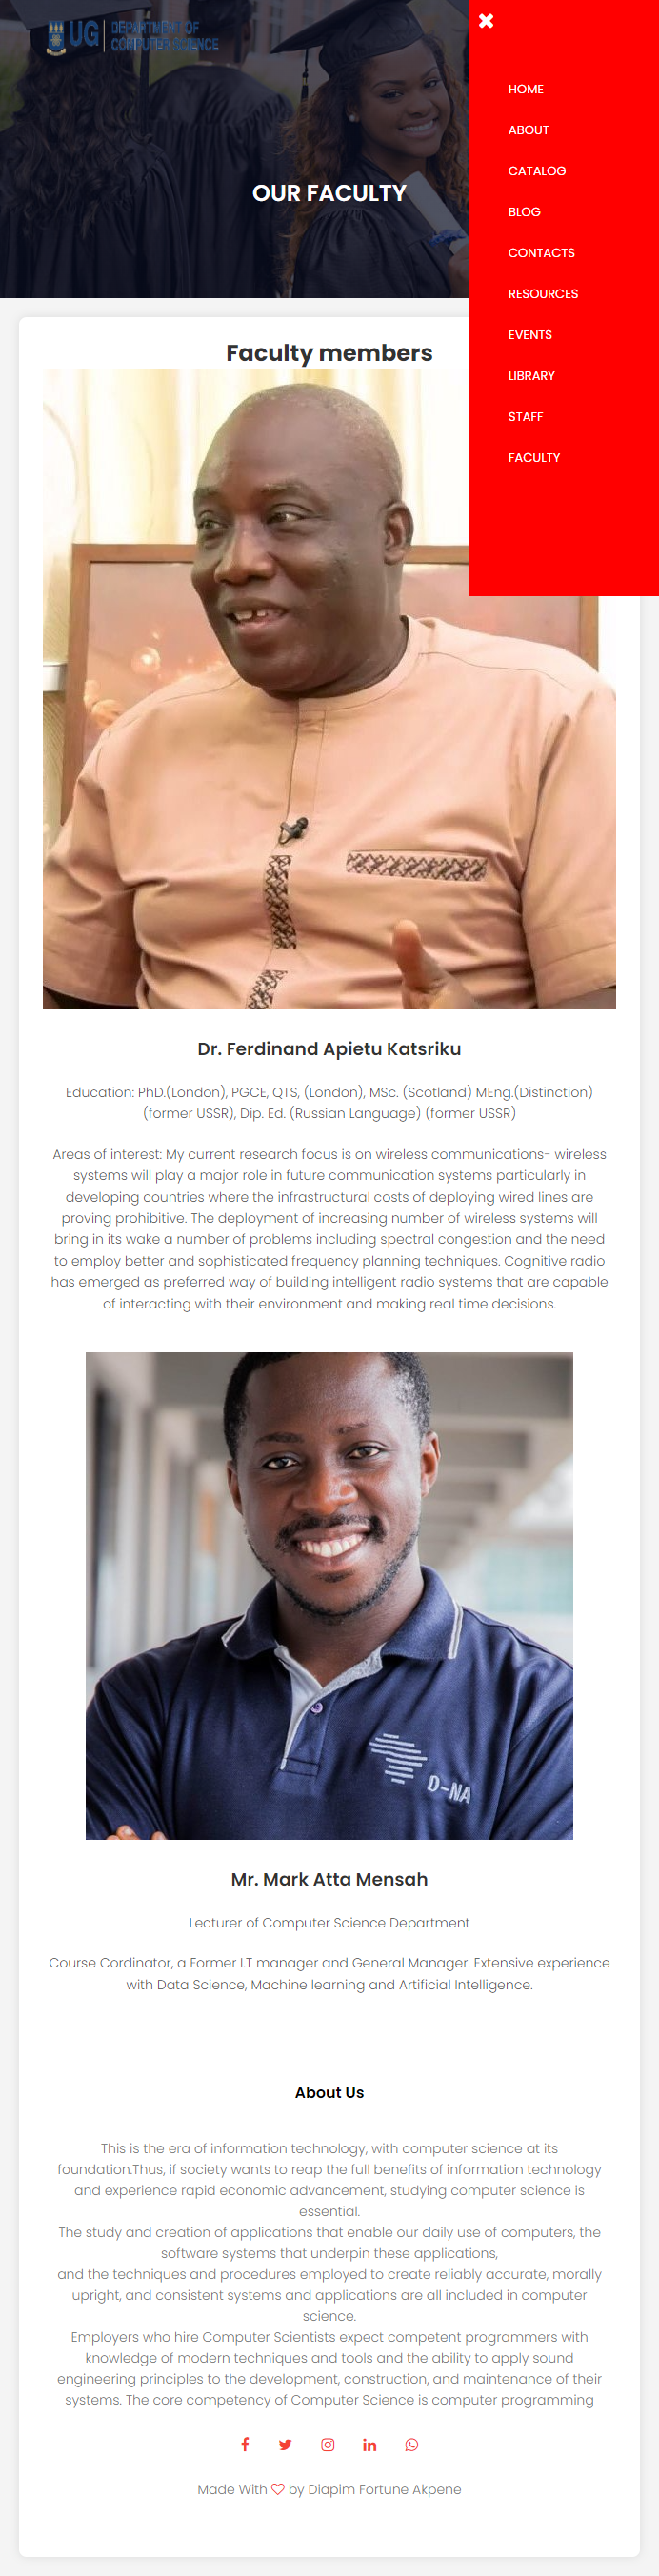 UG
DEPARTMENT OF
COMPUTER SCIENCE
HOME
ABOUT
CATALOG
BLOG
CONTACTS
RESOURCES
EVENTS
LIBRARY
STAFF
FACULTY
OUR FACULTY
Faculty members
Dr. Ferdinand Apietu Katsriku
Education: PhD.(London), PGCE, QTS, (London), MSc. (Scotland) MEng.(Distinction)
(former USSR), Dip. Ed. (Russian Language) (former USSR)
Areas of interest: My current research focus is on wireless communications- wireless
systems will play a major role in future communication systems particularly in
developing countries where the infrastructural costs of deploying wired lines are
proving prohibitive. The deployment of increasing number of wireless systems will
bring in its wake a number of problems including spectral congestion and the need
to employ better and sophisticated frequency planning techniques. Cognitive radio
has emerged as preferred way of building intelligent radio systems that are capable
of interacting with their environment and making real time decisions.
D-NA
Mr. Mark Atta Mensah
Lecturer of Computer Science Department
Course Cordinator, a Former I.T manager and General Manager. Extensive experience
with Data Science, Machine learning and Artificial Intelligence.
About Us
This is the era of information technology, with computer science at its
foundation.Thus, if society wants to reap the full benefits of information technology
and experience rapid economic advancement, studying computer science is
essential.
The study and creation of applications that enable our daily use of computers, the
software systems that underpin these applications,
and the techniques and procedures employed to create reliably accurate, morally
upright, and consistent systems and applications are all included in computer
science.
Employers who hire Computer Scientists expect competent programmers with
knowledge of modern techniques and tools and the ability to apply sound
engineering principles to the development, construction, and maintenance of their
systems. The core competency of Computer Science is computer programming
Made With ♡ by Diapim Fortune Akpene